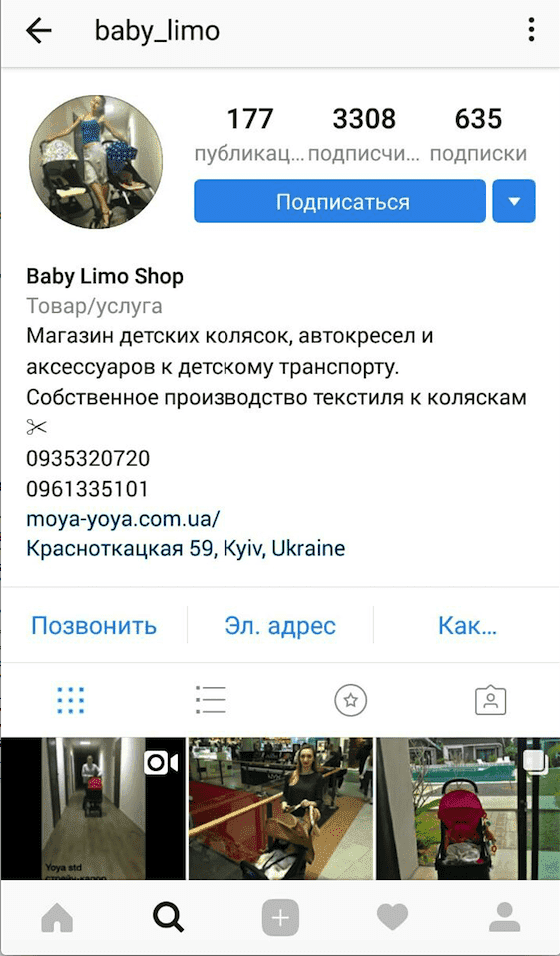 baby_limo
177 3308 635
публикац... подписчи... подписки
Подписаться
Baby Limo Shop
Товар/услуга
Магазин детских колясок, автокресел и
аксессуаров к детскому транспорту.
Собственное производство текстиля к коляскам
✂
0935320720
0961335101
moya-yoya.com.ua/
Красноткацкая 59, Kyiv, Ukraine
Позвонить Эл. адрес Как...
Yoya std